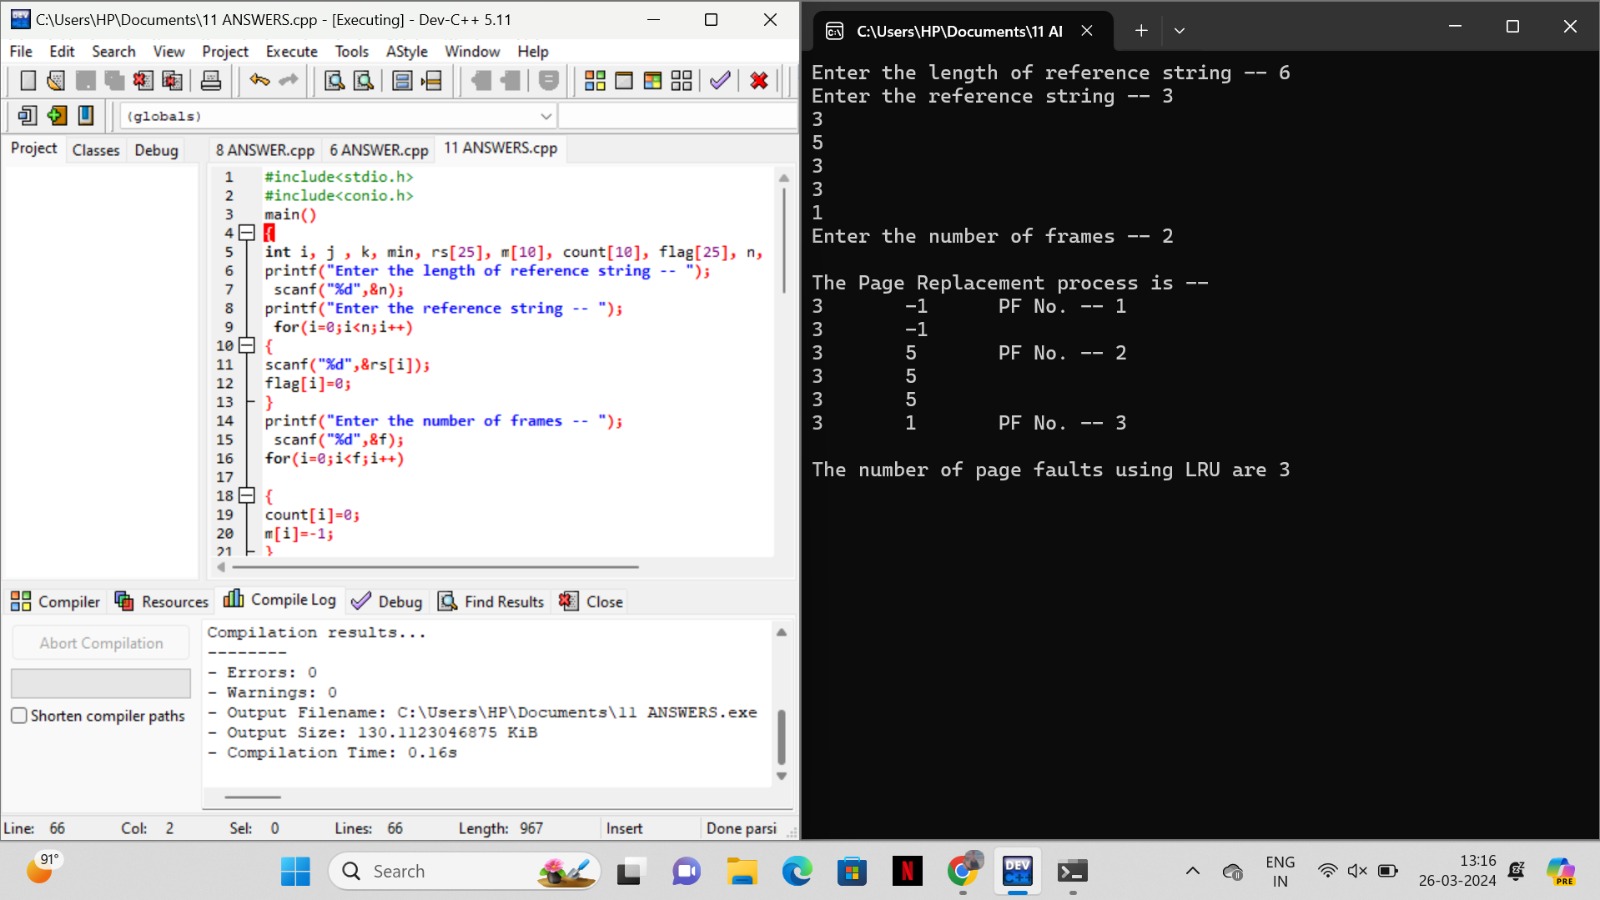 C:\Users\HP\Documents\11 ANSWERS.cpp - [Executing] - Dev-C++ 5.11
File Edit Search View Project Execute Tools AStyle Window Help
(globals)
Project Classes Debug
8 ANSWER.cpp 6 ANSWER.cpp 11 ANSWERS.cpp
1 #include<stdio.h>
2 #include<conio.h>
3 main()
4 {
5 int i, j , k, min, rs[25], m[10], count[10], flag[25], n,
6 printf("Enter the length of reference string -- ");
7 scanf("%d",&n);
8 printf("Enter the reference string -- ");
9 for(i=0;i<n;i++)
10 {
11 scanf("%d",&rs[i]);
12 flag[i]=0;
13 }
14 printf("Enter the number of frames -- ");
15 scanf("%d",&f);
16 for(i=0;i<f;i++)
17
18 {
19 count[i]=0;
20 m[i]=-1;
21 }
Compiler Resources Compile Log Debug Find Results Close
Abort Compilation
Shorten compiler paths
Compilation results...
--------
- Errors: 0
- Warnings: 0
- Output Filename: C:\Users\HP\Documents\11 ANSWERS.exe
- Output Size: 130.1123046875 KiB
- Compilation Time: 0.16s
Line: 66 Col: 2 Sel: 0 Lines: 66 Length: 967 Insert Done parsi
C:\Users\HP\Documents\11 AI
Enter the length of reference string -- 6
Enter the reference string -- 3
3
5
3
3
1
Enter the number of frames -- 2
The Page Replacement process is --
3 -1 PF No. -- 1
3 -1
3 5 PF No. -- 2
3 5
3 5
3 1 PF No. -- 3
The number of page faults using LRU are 3
91°
Search
DEV C++
ENG
IN
13:16
26-03-2024
PRE